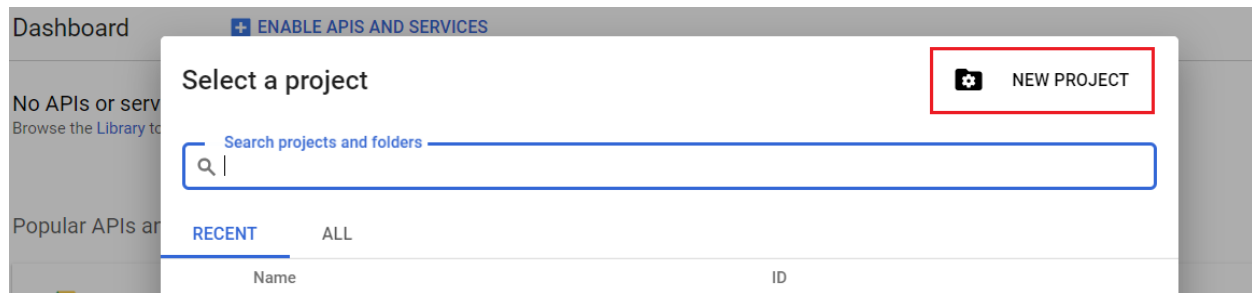 Dashboard
ENABLE APIS AND SERVICES
Select a project
NEW PROJECT
No APIs or serv
Browse the Library to
Search projects and folders
Popular APIs ar
RECENT
ALL
Name
ID